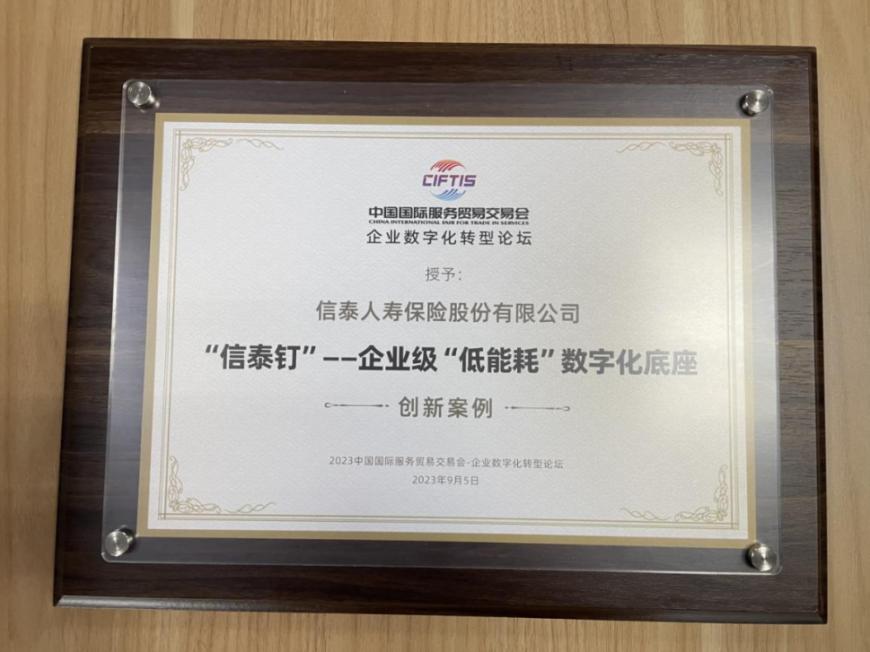 CIFTIS
中国国际服务贸易交易会
CHINA INTERNATIONAL FAIR FOR TRADE IN SERVICES
企业数字化转型论坛
授予：
信泰人寿保险股份有限公司
“信泰钉”——企业级“低能耗”数字化底座
创新案例
2023中国国际服务贸易交易会-企业数字化转型论坛
2023年9月5日